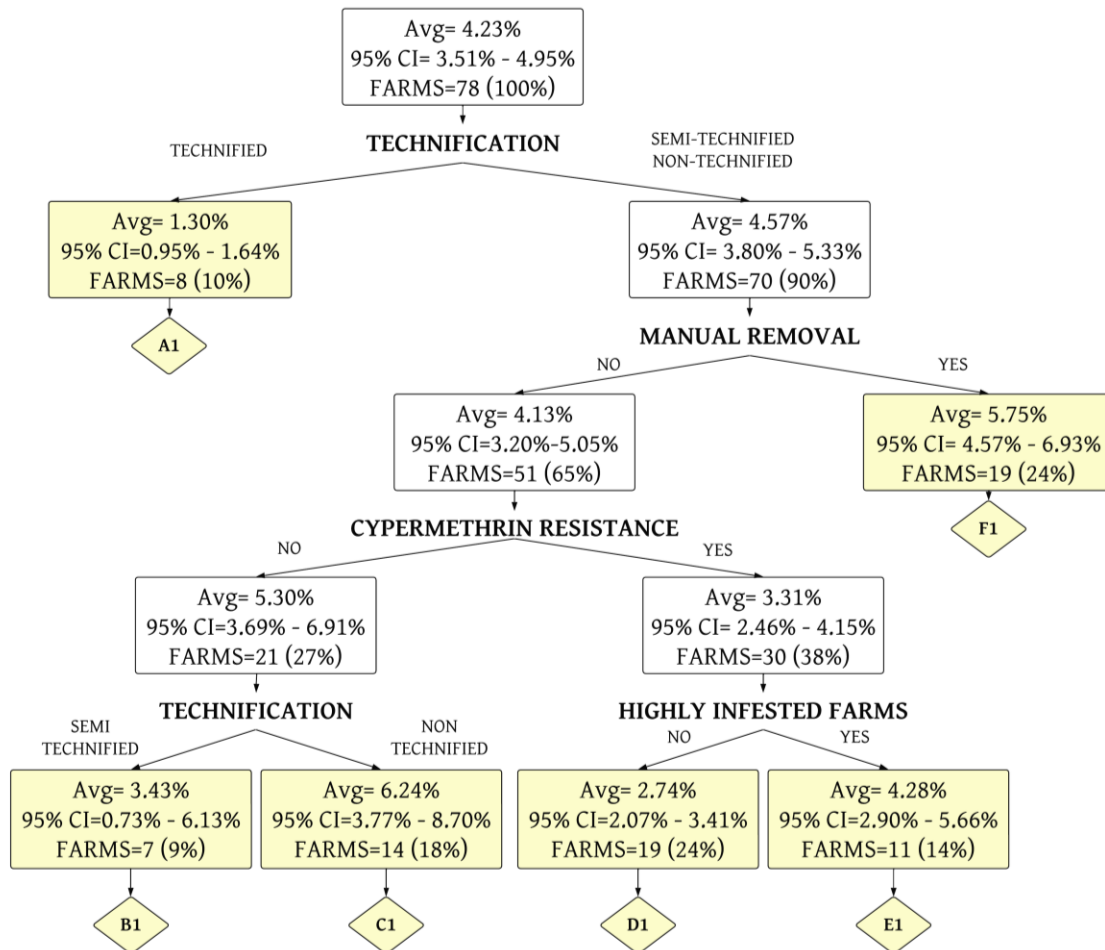 Avg= 4.23%
95% CI= 3.51% - 4.95%
FARMS=78 (100%)
TECHNIFICATION
TECHNIFIED
SEMI-TECHNIFIED
NON-TECHNIFIED
Avg= 1.30%
95% CI=0.95% - 1.64%
FARMS=8 (10%)
A1
Avg= 4.57%
95% CI= 3.80% - 5.33%
FARMS=70 (90%)
MANUAL REMOVAL
NO
YES
Avg= 4.13%
95% CI=3.20%-5.05%
FARMS=51 (65%)
Avg= 5.75%
95% CI= 4.57% - 6.93%
FARMS=19 (24%)
F1
CYPERMETHRIN RESISTANCE
NO
YES
Avg= 5.30%
95% CI=3.69% - 6.91%
FARMS=21 (27%)
Avg= 3.31%
95% CI= 2.46% - 4.15%
FARMS=30 (38%)
TECHNIFICATION
SEMI
TECHNIFIED
NON
TECHNIFIED
HIGHLY INFESTED FARMS
NO
YES
Avg= 3.43%
95% CI=0.73% - 6.13%
FARMS=7 (9%)
B1
Avg= 6.24%
95% CI=3.77% - 8.70%
FARMS=14 (18%)
C1
Avg= 2.74%
95% CI=2.07% - 3.41%
FARMS=19 (24%)
D1
Avg= 4.28%
95% CI=2.90% - 5.66%
FARMS=11 (14%)
E1